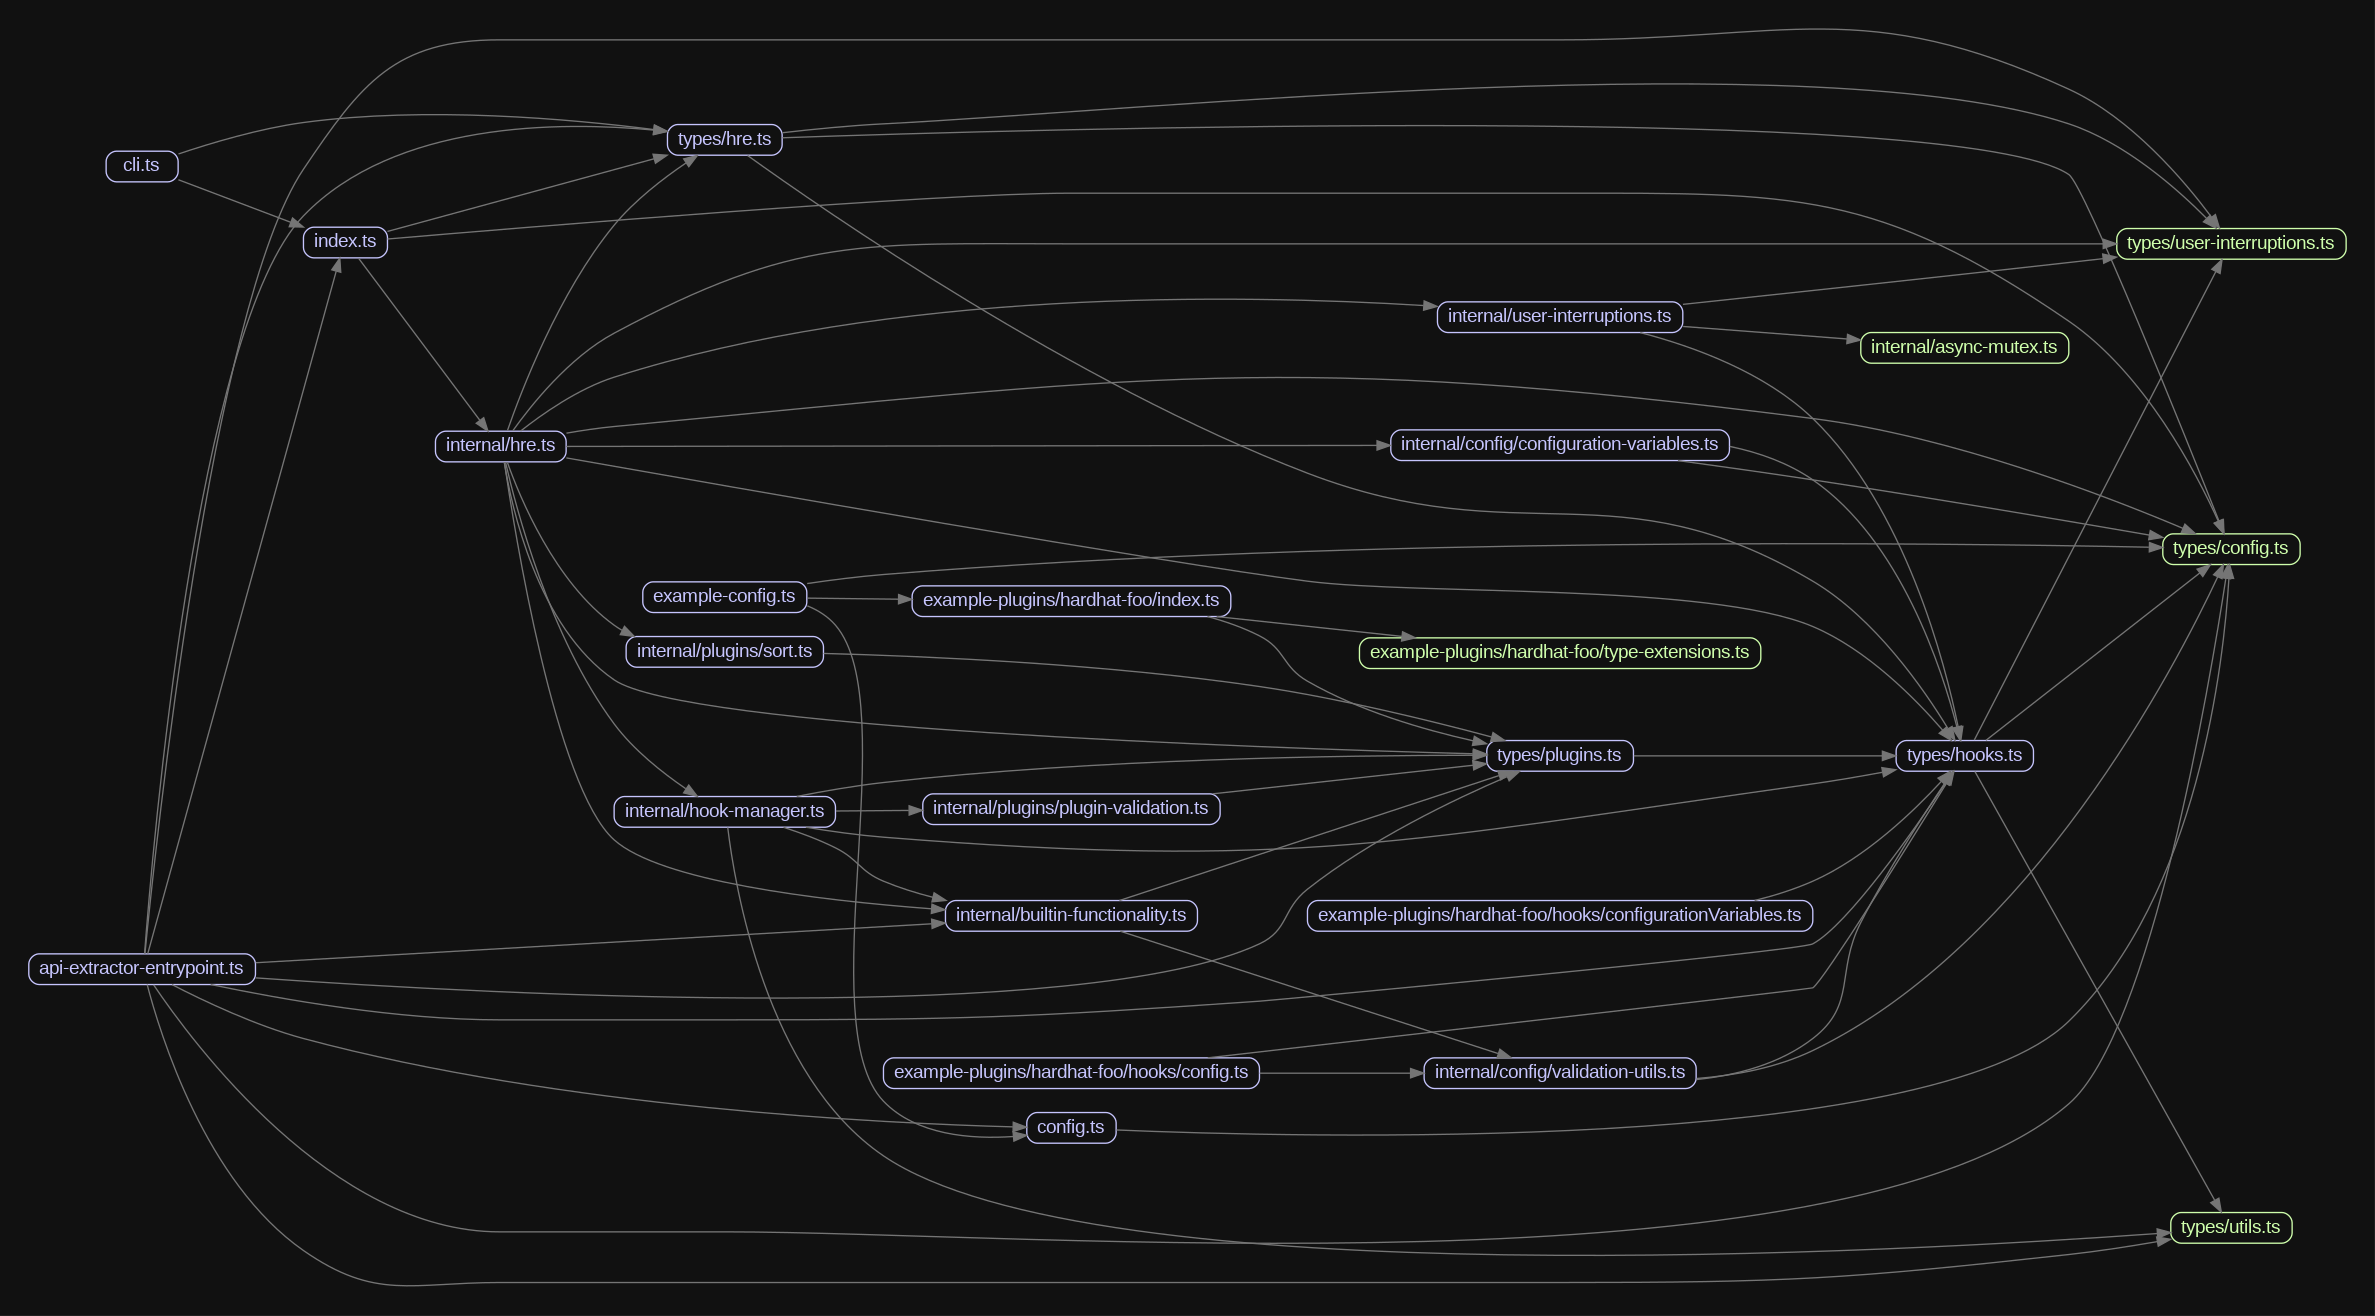 types/hre.ts
cli.ts
index.ts
types/user-interruptions.ts
internal/user-interruptions.ts
internal/async-mutex.ts
internal/hre.ts
internal/config/configuration-variables.ts
types/config.ts
example-config.ts
example-plugins/hardhat-foo/index.ts
internal/plugins/sort.ts
example-plugins/hardhat-foo/type-extensions.ts
types/plugins.ts
types/hooks.ts
internal/hook-manager.ts
internal/plugins/plugin-validation.ts
internal/builtin-functionality.ts
example-plugins/hardhat-foo/hooks/configurationVariables.ts
api-extractor-entrypoint.ts
example-plugins/hardhat-foo/hooks/config.ts
internal/config/validation-utils.ts
config.ts
types/utils.ts